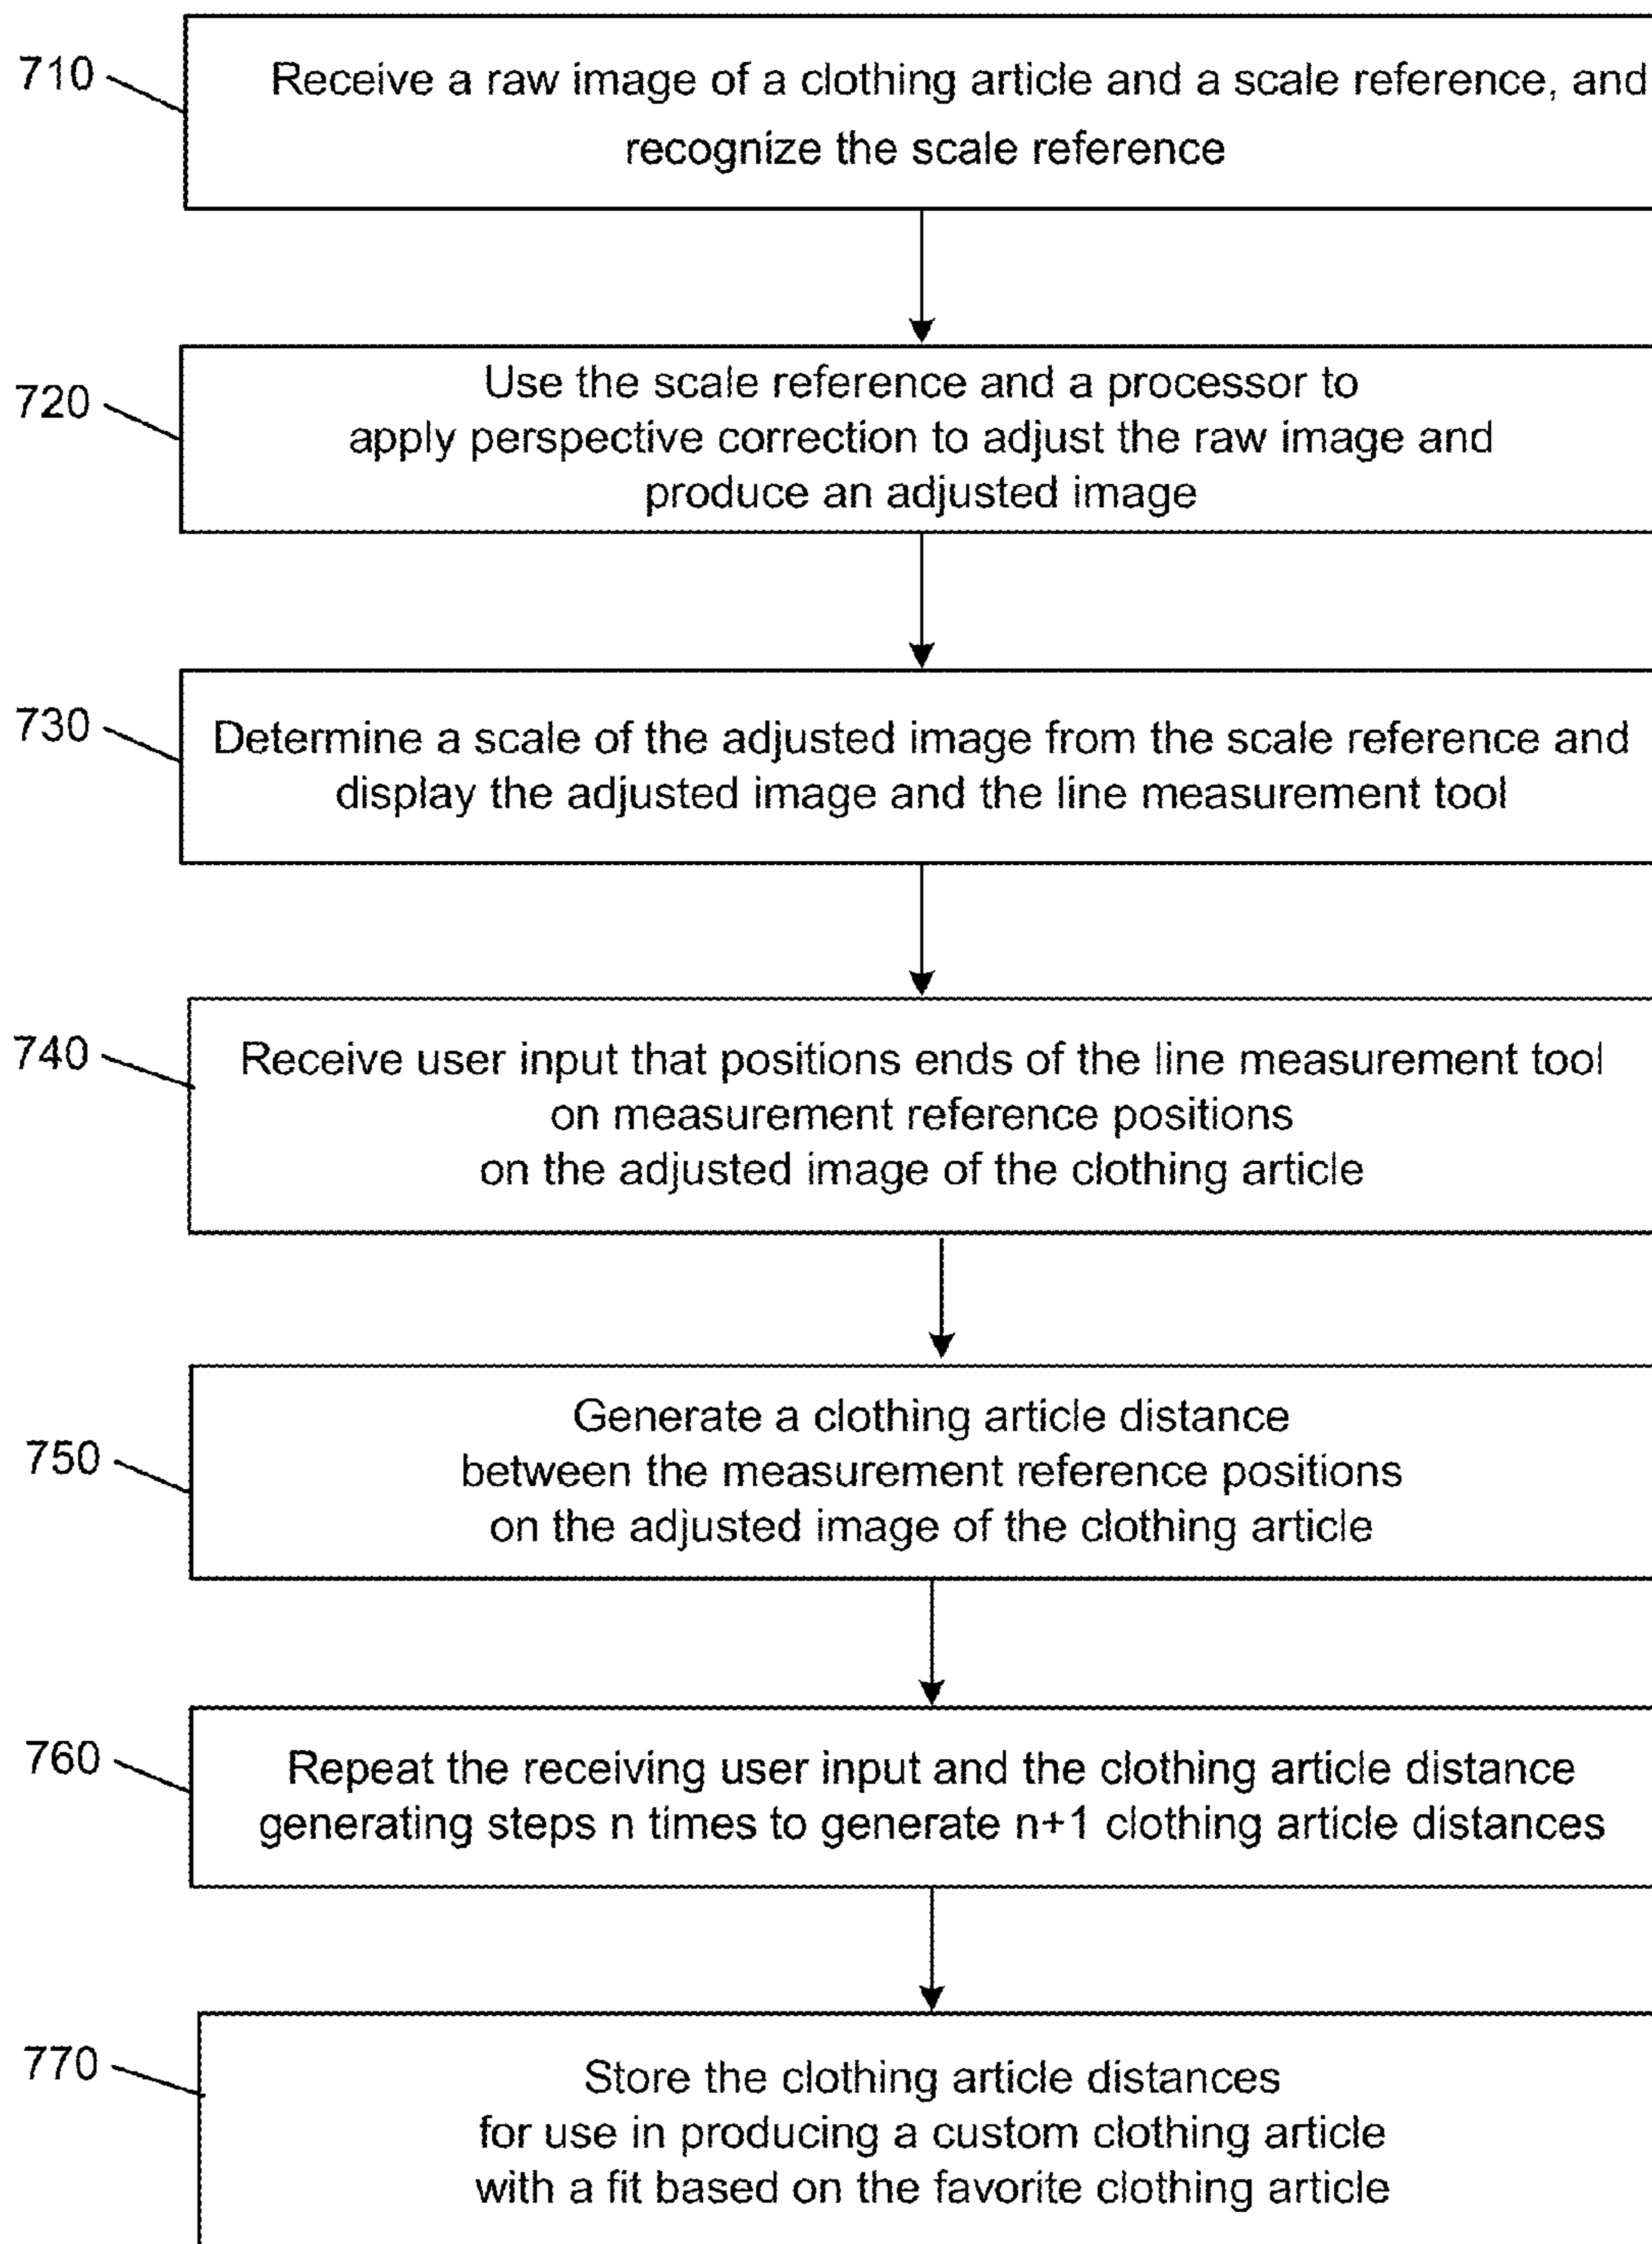 710
Receive a raw image of a clothing article and a scale reference, and
recognize the scale reference
720
Use the scale reference and a processor to
apply perspective correction to adjust the raw image and
produce an adjusted image
730
Determine a scale of the adjusted image from the scale reference and
display the adjusted image and the line measurement tool
740
Receive user input that positions ends of the line measurement tool
on measurement reference positions
on the adjusted image of the clothing article
750
Generate a clothing article distance
between the measurement reference positions
on the adjusted image of the clothing article
760
Repeat the receiving user input and the clothing article distance
generating steps n times to generate n+1 clothing article distances
770
Store the clothing article distances
for use in producing a custom clothing article
with a fit based on the favorite clothing article